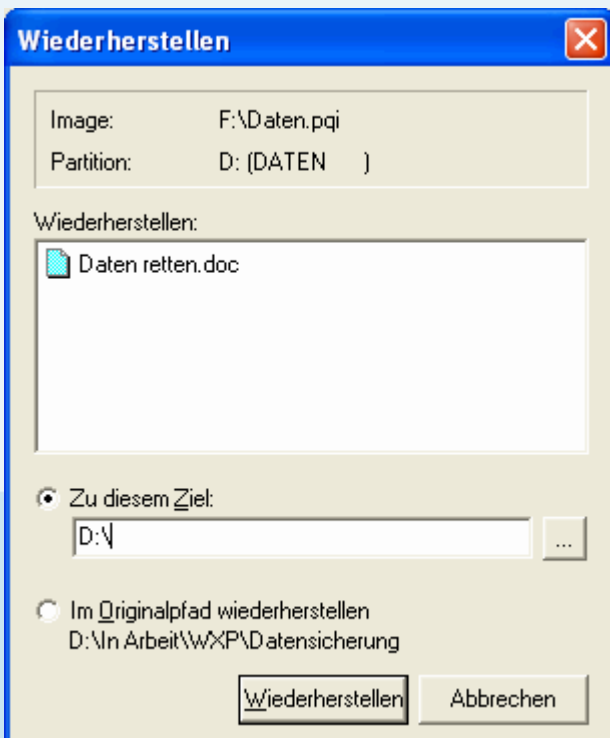 Wiederherstellen
Image: F:\Daten.pqi
Partition: D: (DATEN )
Wiederherstellen:
Daten retten.doc
Zu diesem Ziel:
D:\
...
Im Originalpfad wiederherstellen
D:\In Arbeit\WXP\Datensicherung
Wiederherstellen Abbrechen